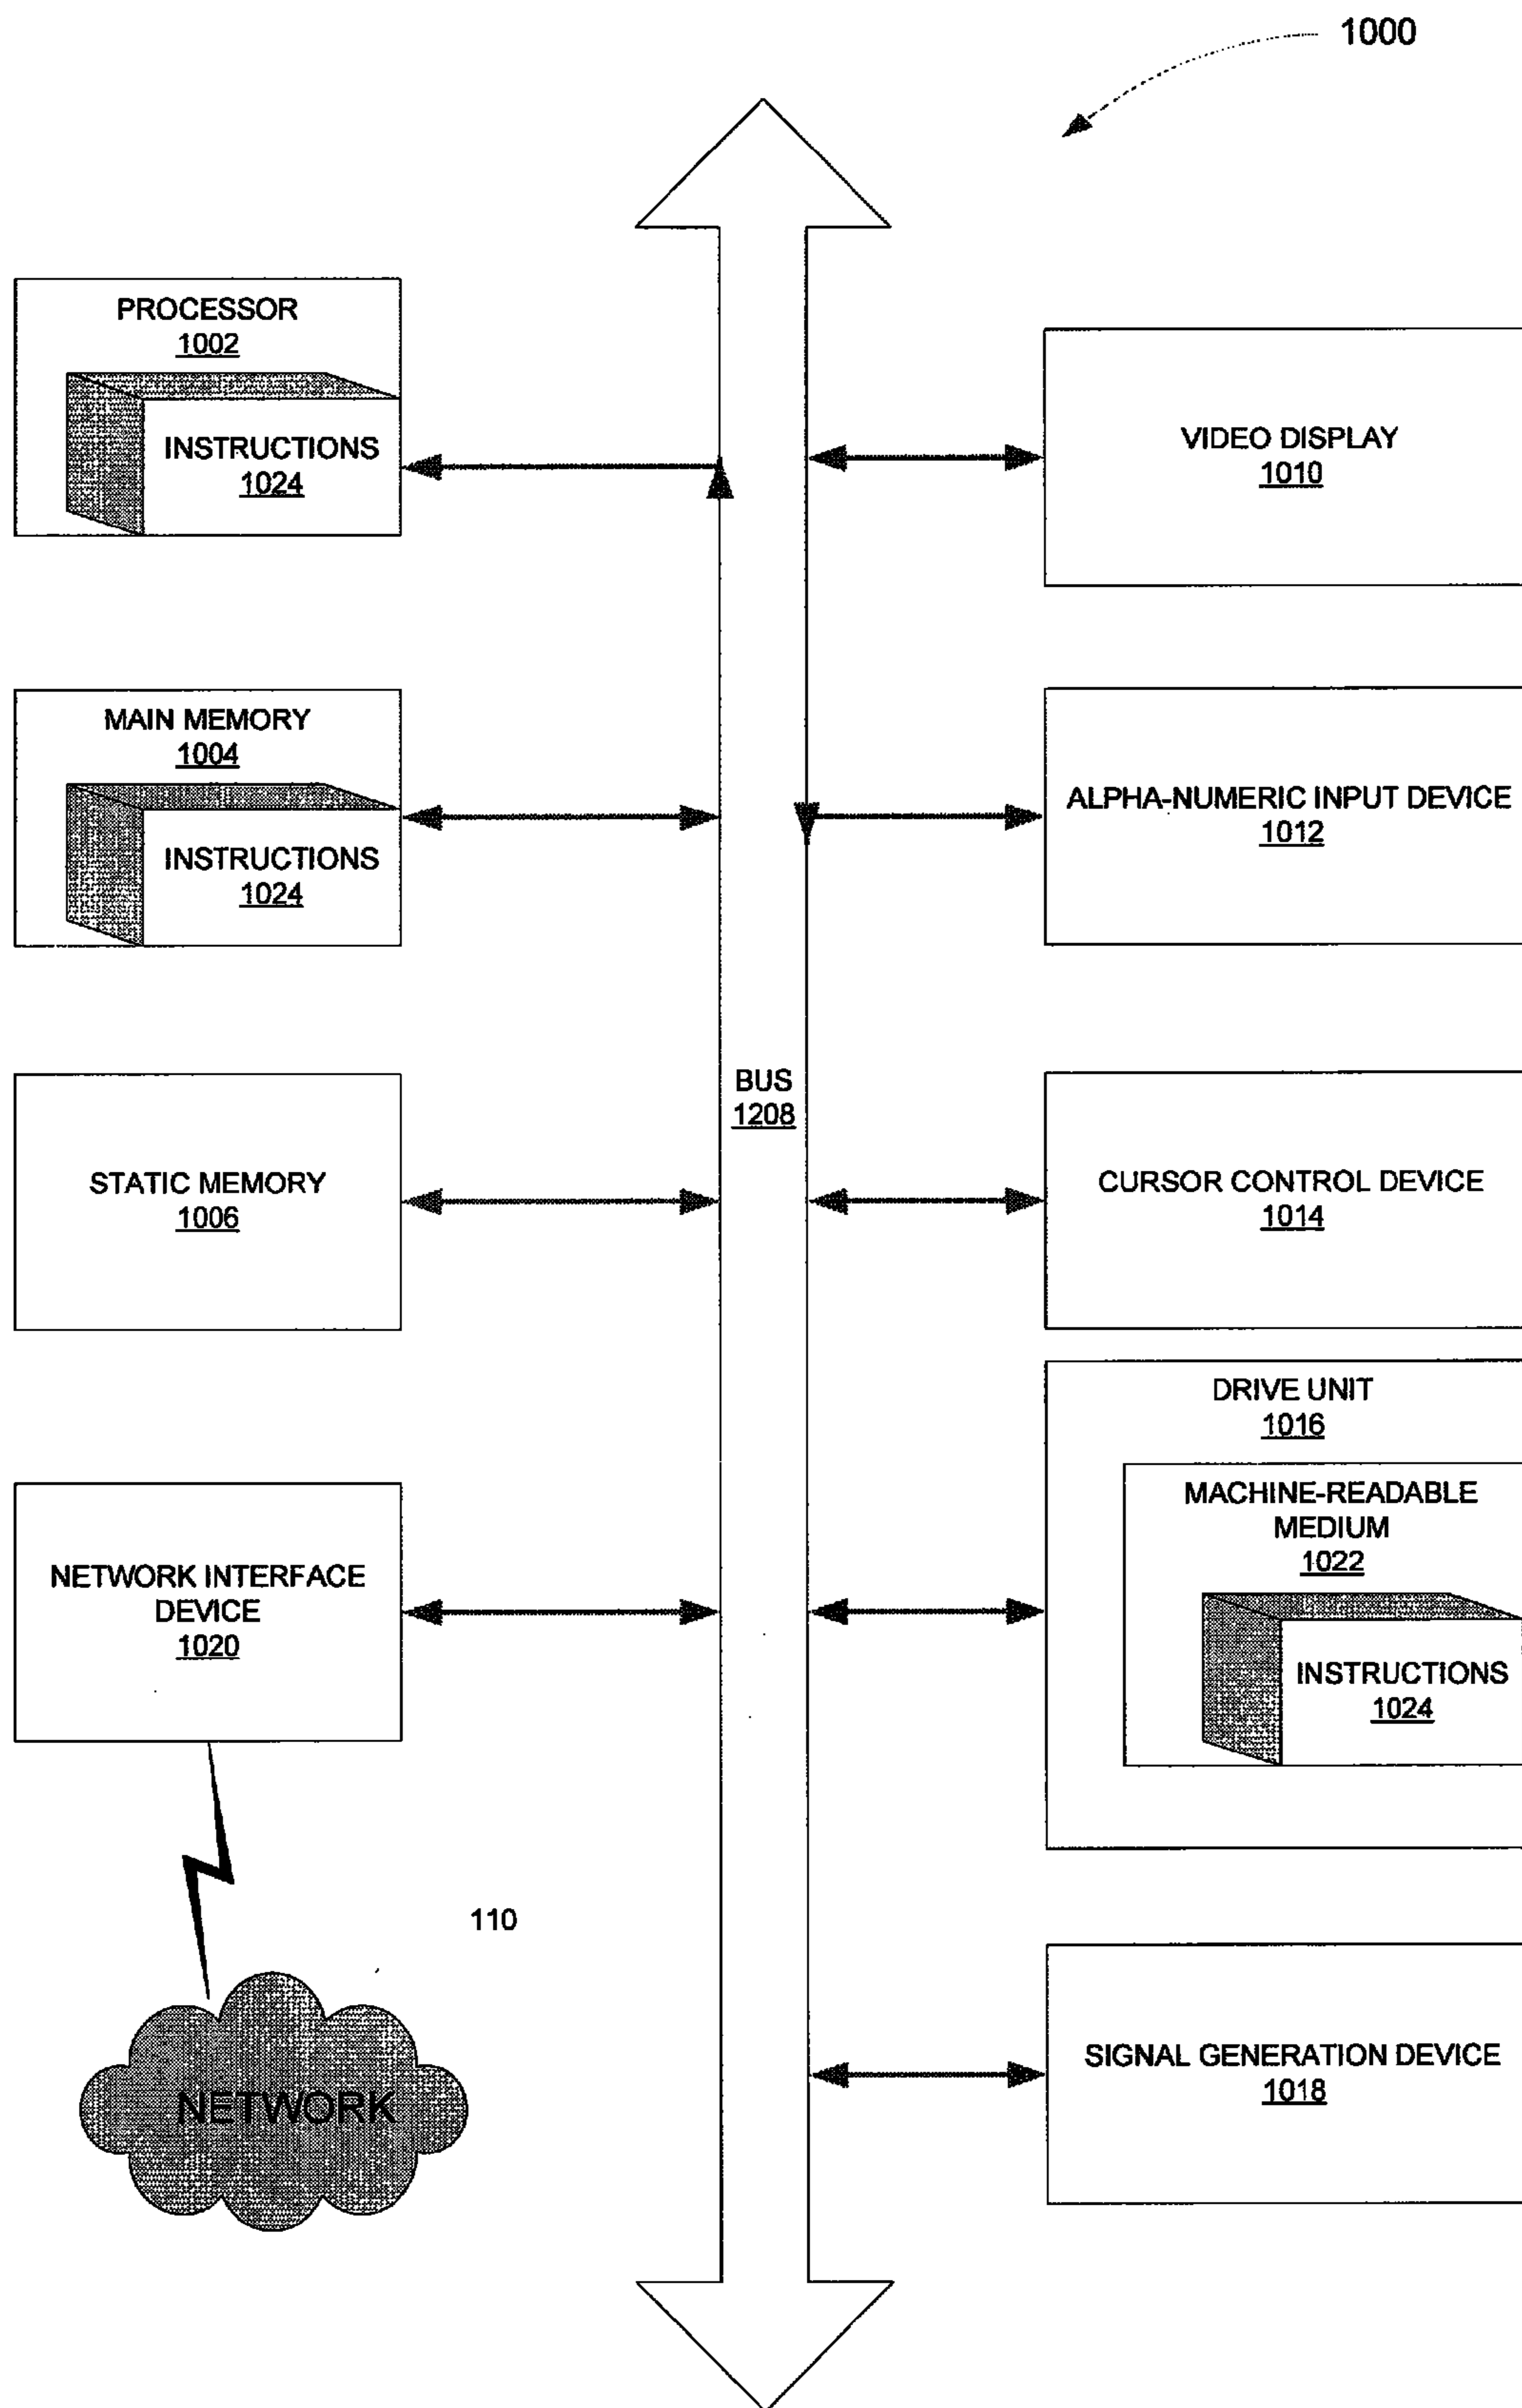 1000
PROCESSOR
1002
INSTRUCTIONS
1024
MAIN MEMORY
1004
INSTRUCTIONS
1024
STATIC MEMORY
1006
NETWORK INTERFACE
DEVICE
1020
110
NETWORK
BUS
1208
VIDEO DISPLAY
1010
ALPHA-NUMERIC INPUT DEVICE
1012
CURSOR CONTROL DEVICE
1014
DRIVE UNIT
1016
MACHINE-READABLE
MEDIUM
1022
INSTRUCTIONS
1024
SIGNAL GENERATION DEVICE
1018